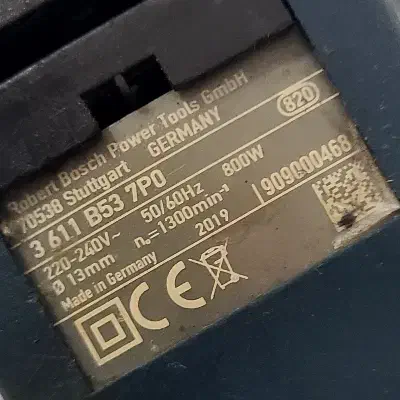 Robert Bosch Power Tools GmbH
70538 Stuttgart GERMANY
820
3 611 B53 7P0
220-240V~ 50/60Hz 800W
Ø 13mm n₀=1300min⁻¹
Made in Germany 2019 909000468
CE